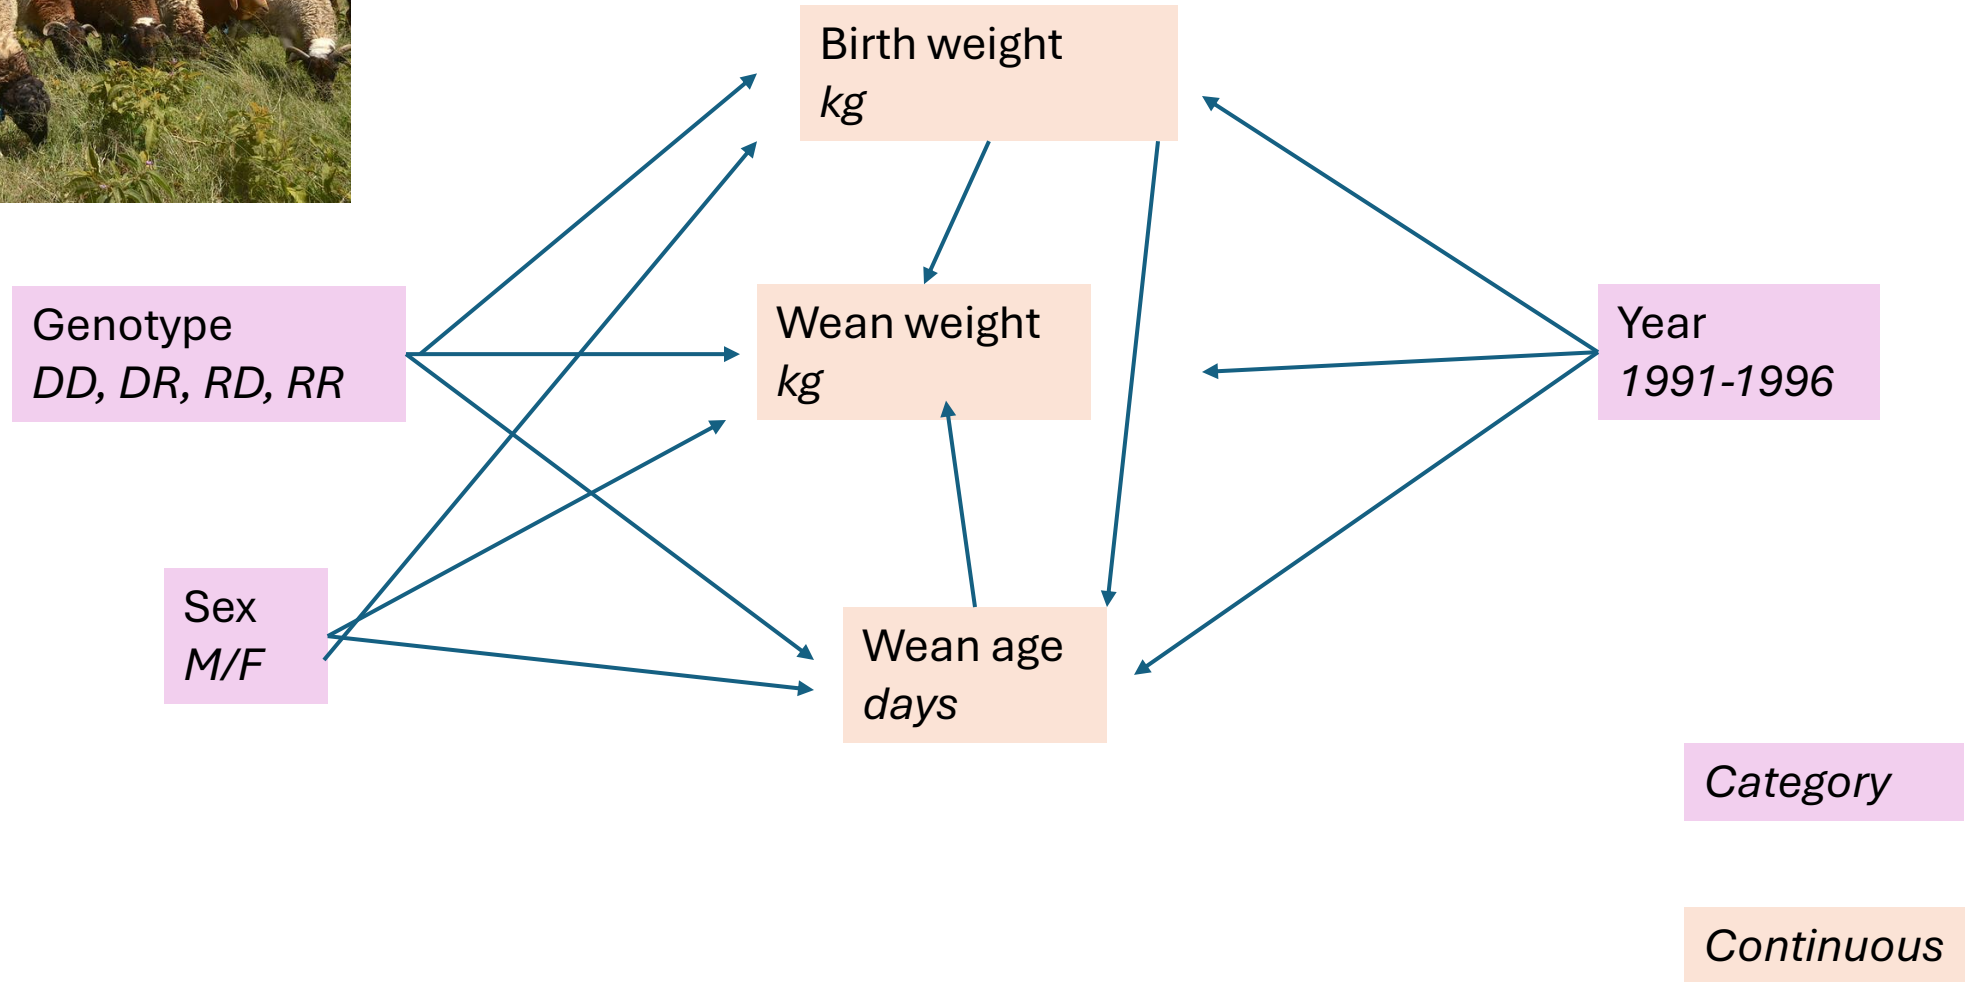 Birth weight
kg
Genotype
DD, DR, RD, RR
Wean weight
kg
Year
1991-1996
Sex
M/F
Wean age
days
Category
Continuous